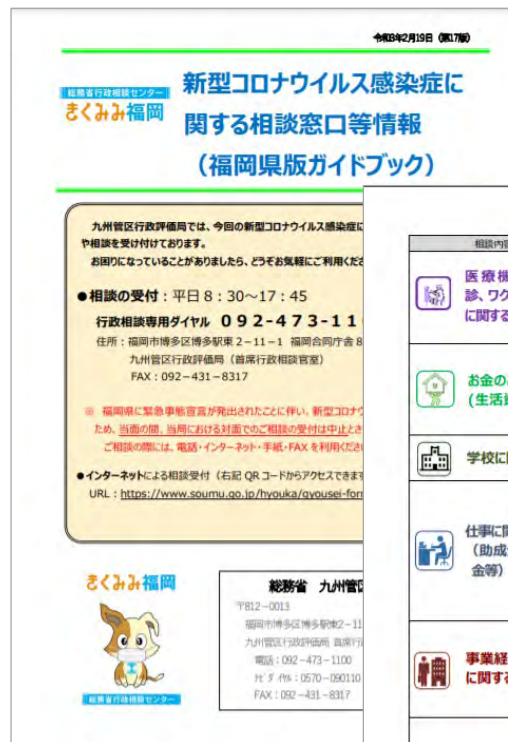 令和3年2月19日（第17版）
総務省行政相談センター
きくみみ福岡
新型コロナウイルス感染症に
関する相談窓口等情報
（福岡県版ガイドブック）
九州管区行政評価局では、今回の新型コロナウイルス感染症に
や相談を受け付けております。
お困りになっていることがありましたら、どうぞお気軽にご利用くだ
●相談の受付：平日8：30～17：45
行政相談専用ダイヤル 092-473-11
住所：福岡市博多区博多駅東2－11－1 福岡合同庁舎8
九州管区行政評価局（首席行政相談官室）
FAX：092－431－8317
※ 福岡県に緊急事態宣言が発出されたことに伴い、新型コロナウ
ため、当面の間、当局における対面でのご相談の受付は中止とさ
ご相談の際には、電話・インターネット・手紙・FAXを利用くださ
●インターネットによる相談受付（右記QRコードからアクセスできます
URL：https://www.soumu.go.jp/hyouka/gyousei-for
きくみみ福岡
総務省行政相談センター
総務省 九州管区
〒812－0013
福岡市博多区博多駅東2－11
九州管区行政評価局 首席行
電話：092－473－1100
ナビダイヤル：0570－090110
FAX：092－431－8317
相談内容
医療機
診、ワク
に関する
お金の
(生活資
学校に
仕事に関
（助成
金等）
事業経
に関する